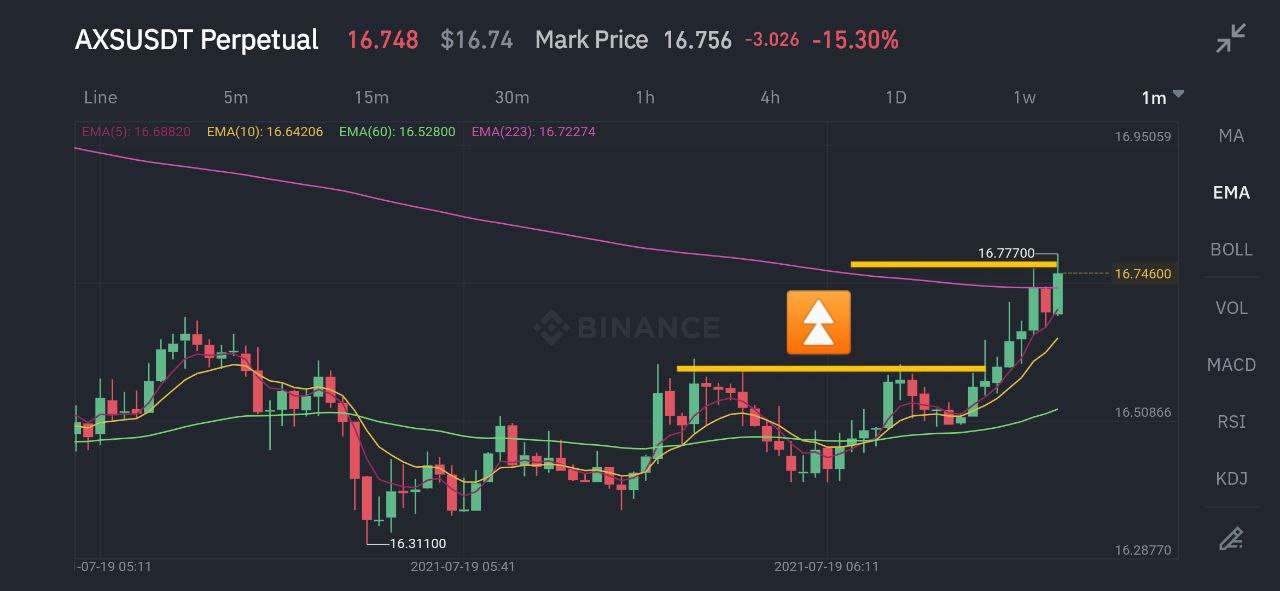 AXSUSDT Perpetual 16.748 $16.74 Mark Price 16.756 -3.026 -15.30%
Line 5m 15m 30m 1h 4h 1D 1w 1m
EMA(5): 16.68820 EMA(10): 16.64206 EMA(60): 16.52800 EMA(223): 16.72274
16.95059
MA
EMA
BOLL
16.77700
16.74600
VOL
BINANCE
MACD
16.50866
RSI
KDJ
16.31100
16.28770
-07-19 05:11 2021-07-19 05:41 2021-07-19 06:11